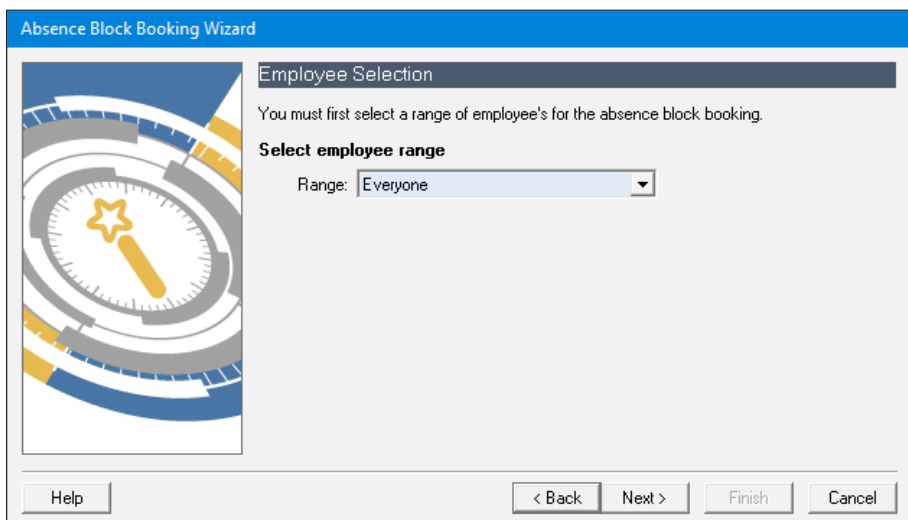 Absence Block Booking Wizard
Employee Selection
You must first select a range of employee's for the absence block booking.
Select employee range
Range: Everyone
Help < Back Next > Finish Cancel